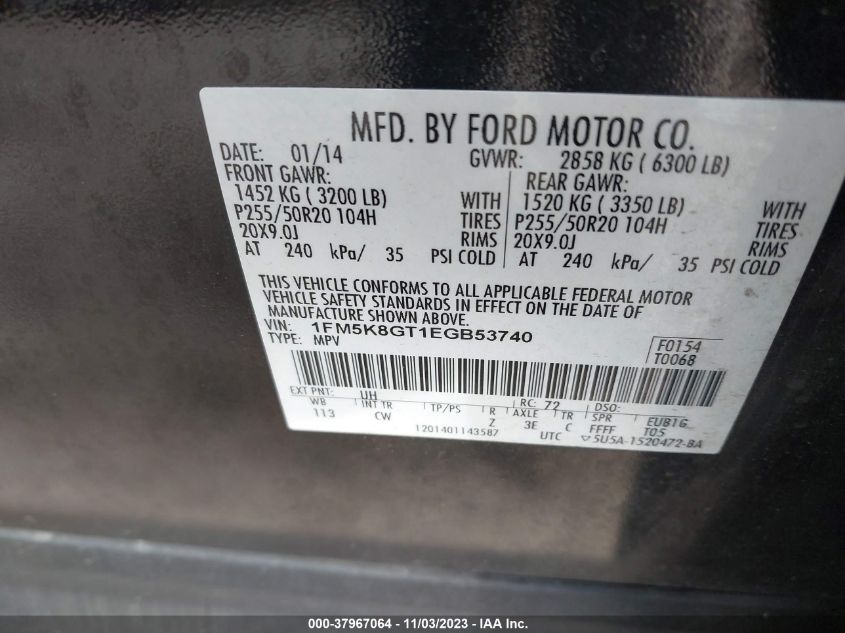 MFD. BY FORD MOTOR CO.
DATE: 01/14 GVWR: 2858 KG ( 6300 LB)
FRONT GAWR: REAR GAWR:
1452 KG ( 3200 LB) WITH 1520 KG ( 3350 LB) WITH
P255/50R20 104H TIRES P255/50R20 104H TIRES
20X9.0J RIMS 20X9.0J RIMS
AT 240 kPa/ 35 PSI COLD AT 240 kPa/ 35 PSI COLD
THIS VEHICLE CONFORMS TO ALL APPLICABLE FEDERAL MOTOR
VEHICLE SAFETY STANDARDS IN EFFECT ON THE DATE OF
MANUFACTURE SHOWN ABOVE.
VIN: 1FM5K8GT1EGB53740 F0154
TYPE: MPV T0068
EXT PNT: UH RC: 72 DSO:
WB INT TR TP/PS R AXLE TR SPR EUB1G
113 CW Z 3E C FFFF T05
1201401143587 UTC 5U5A-1520472-BA
000-37967064 - 11/03/2023 - IAA Inc.